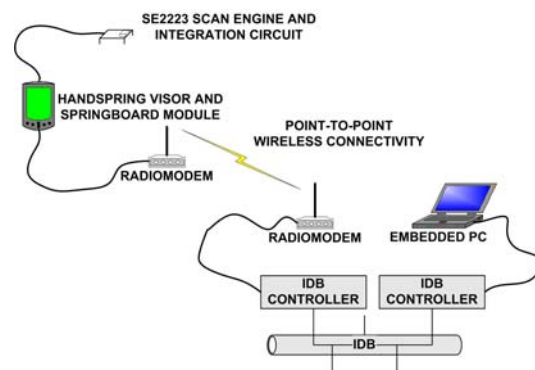 SE2223 SCAN ENGINE AND
INTEGRATION CIRCUIT
HANDSPRING VISOR AND
SPRINGBOARD MODULE
POINT-TO-POINT
WIRELESS CONNECTIVITY
RADIOMODEM
RADIOMODEM
EMBEDDED PC
IDB
CONTROLLER
IDB
CONTROLLER
IDB